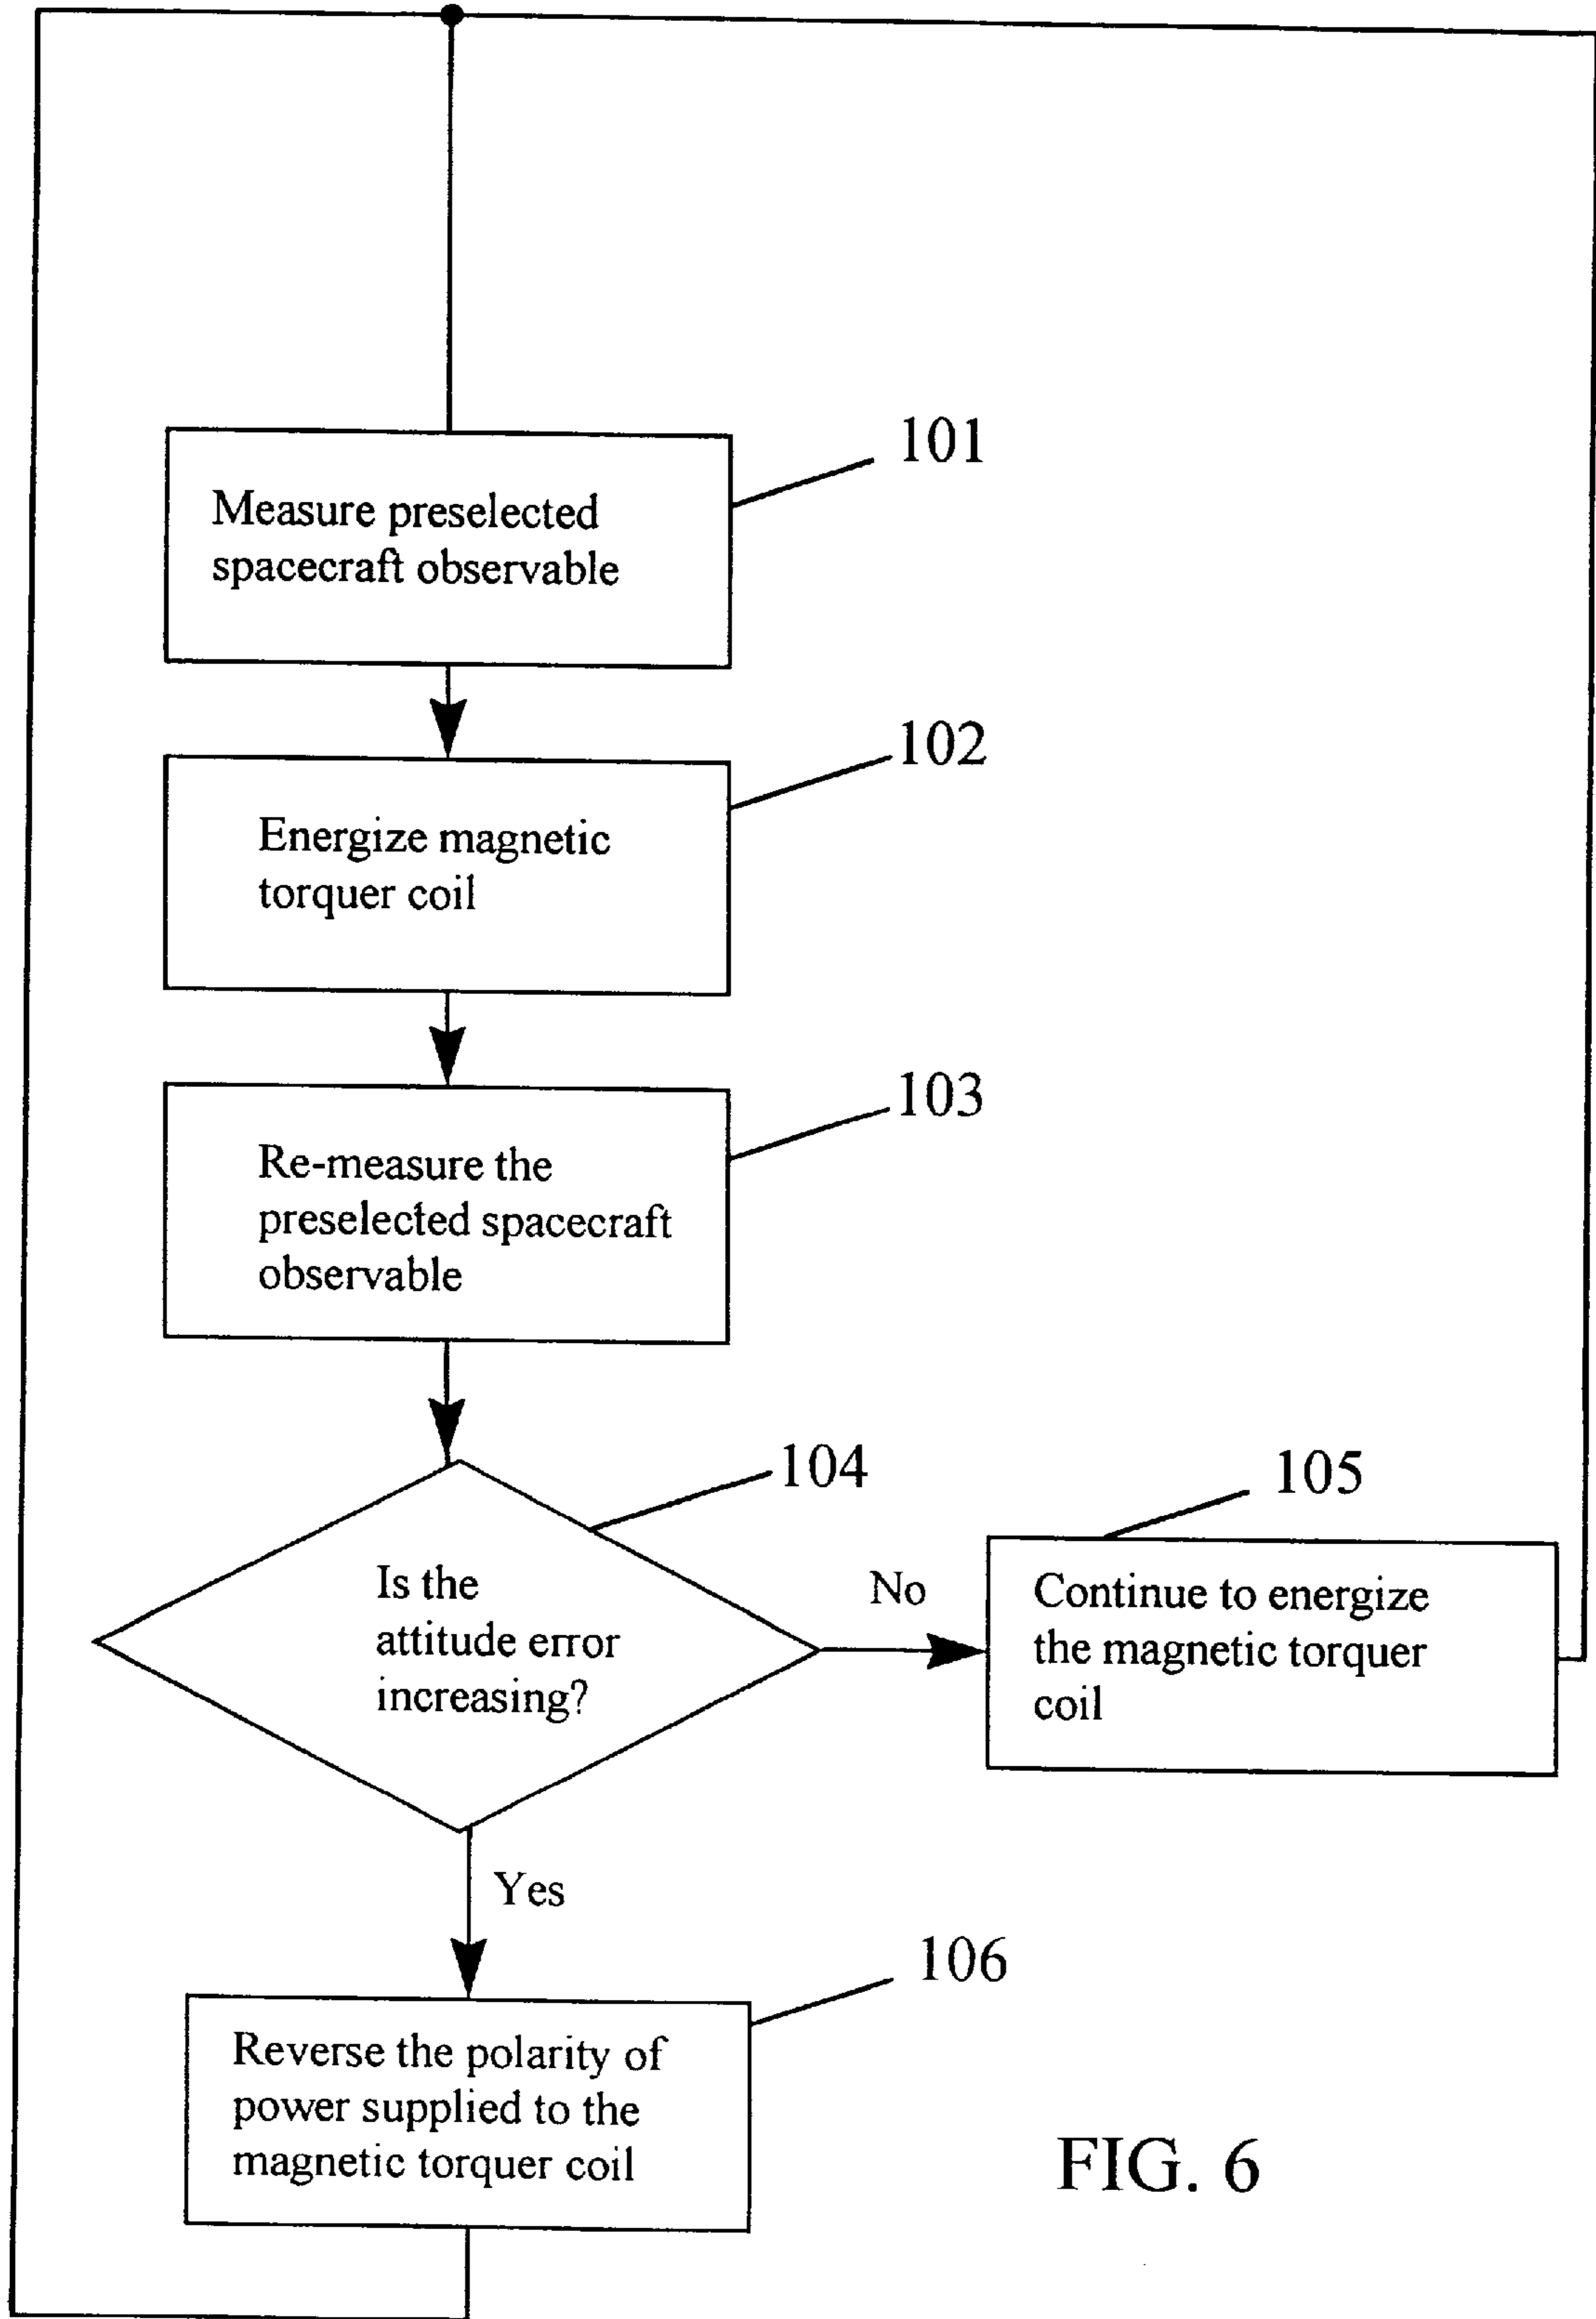 101
Measure preselected
spacecraft observable
102
Energize magnetic
torquer coil
103
Re-measure the
preselected spacecraft
observable
104
Is the
attitude error
increasing?
No
105
Continue to energize
the magnetic torquer
coil
Yes
106
Reverse the polarity of
power supplied to the
magnetic torquer coil
FIG. 6